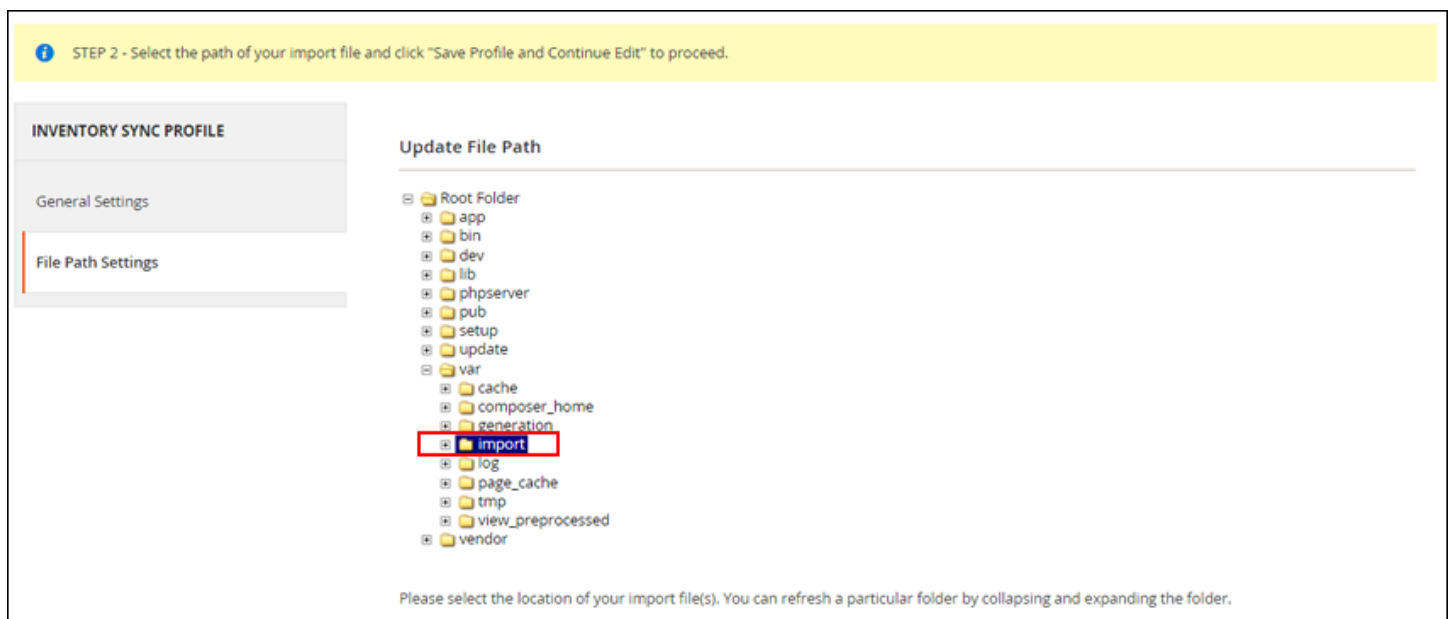 STEP 2 - Select the path of your import file and click "Save Profile and Continue Edit" to proceed.
INVENTORY SYNC PROFILE
General Settings
File Path Settings
Update File Path
Root Folder
app
bin
dev
lib
phpserver
pub
setup
update
var
cache
composer_home
generation
import
log
page_cache
tmp
view_preprocessed
vendor
Please select the location of your import file(s). You can refresh a particular folder by collapsing and expanding the folder.